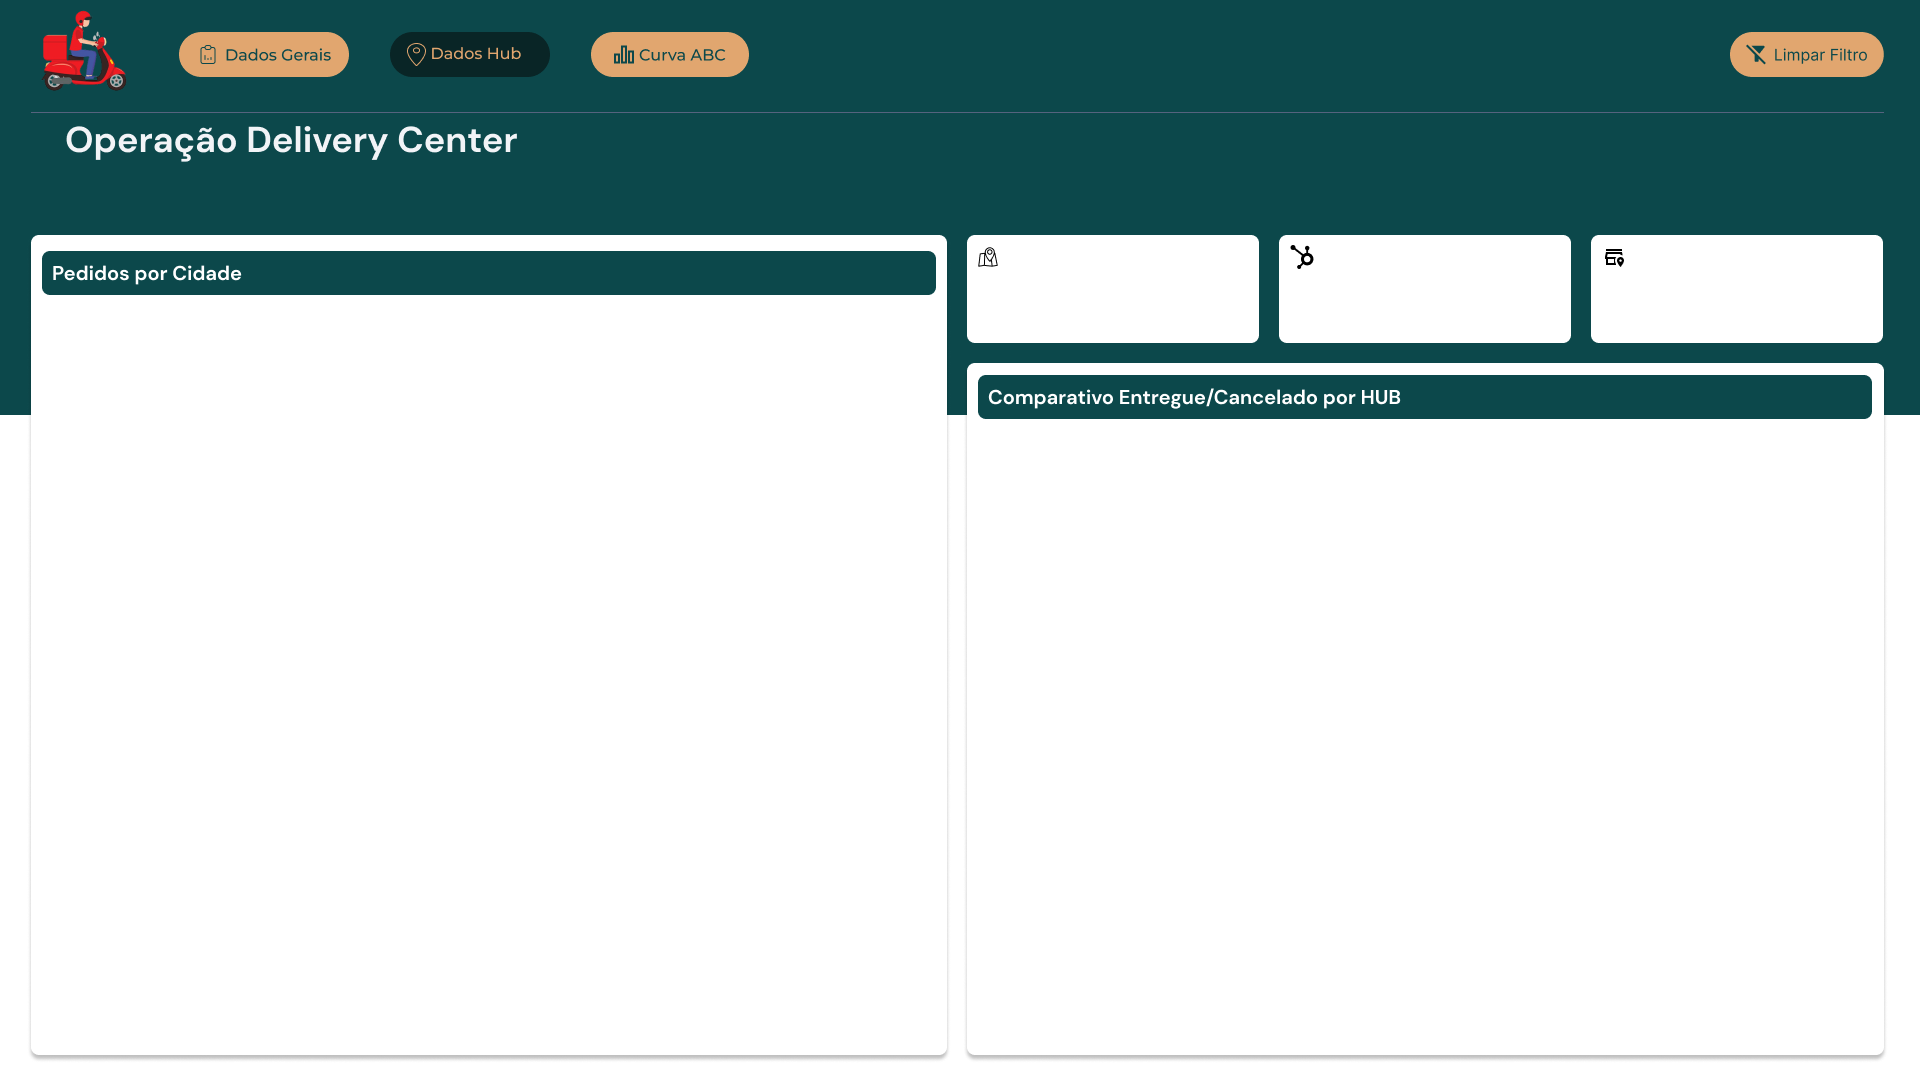 Dados Gerais
Dados Hub
Curva ABC
Limpar Filtro
Operação Delivery Center
Pedidos por Cidade
Comparativo Entregue/Cancelado por HUB